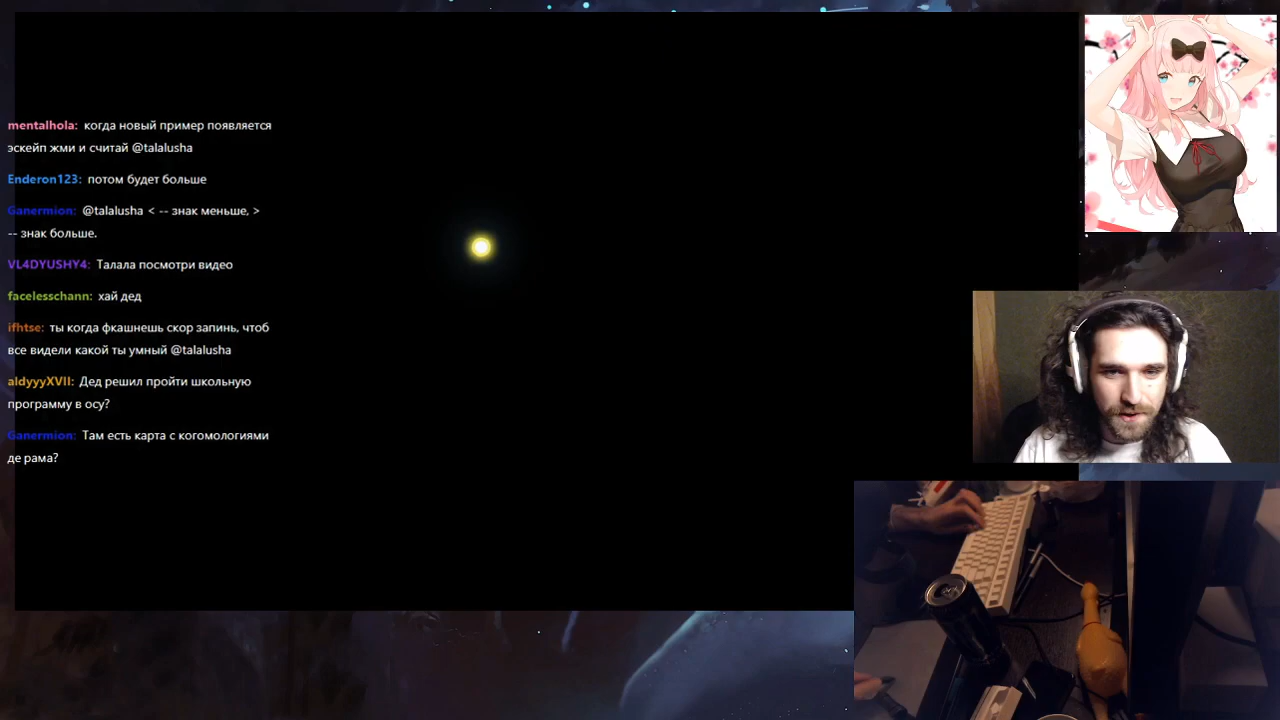 mentalhola: когда новый пример появляется
эскейп жми и считай @talalusha
Enderon123: потом будет больше
Ganermion: @talalusha < -- знак меньше, >
-- знак больше.
VL4DYUSHY4: Талала посмотри видео
facelesschann: хай дед
ifhtse: ты когда фкашнешь скор запинь, чтоб
все видели какой ты умный @talalusha
aldyyyXVII: Дед решил пройти школьную
программу в осу?
Ganermion: Там есть карта с когомологиями
де рама?